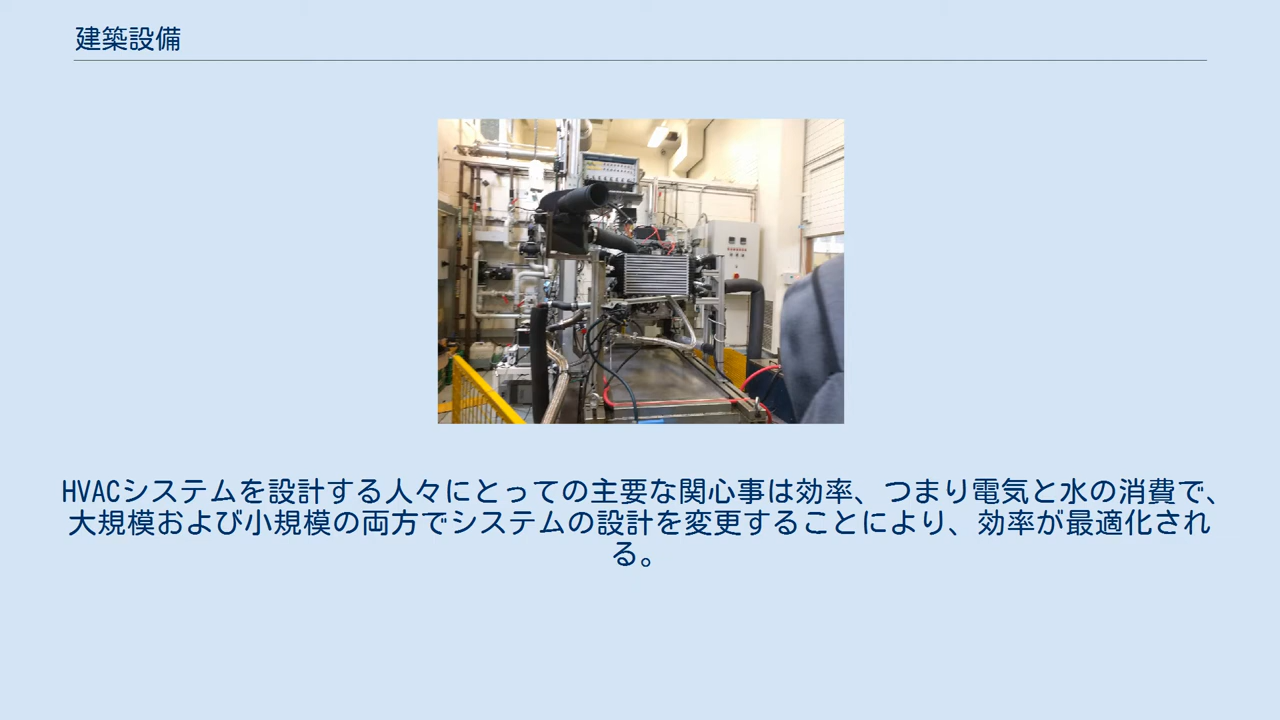 建築設備
HVACシステムを設計する人々にとっての主要な関心事は効率、つまり電気と水の消費で、
大規模および小規模の両方でシステムの設計を変更することにより、効率が最適化され
る。